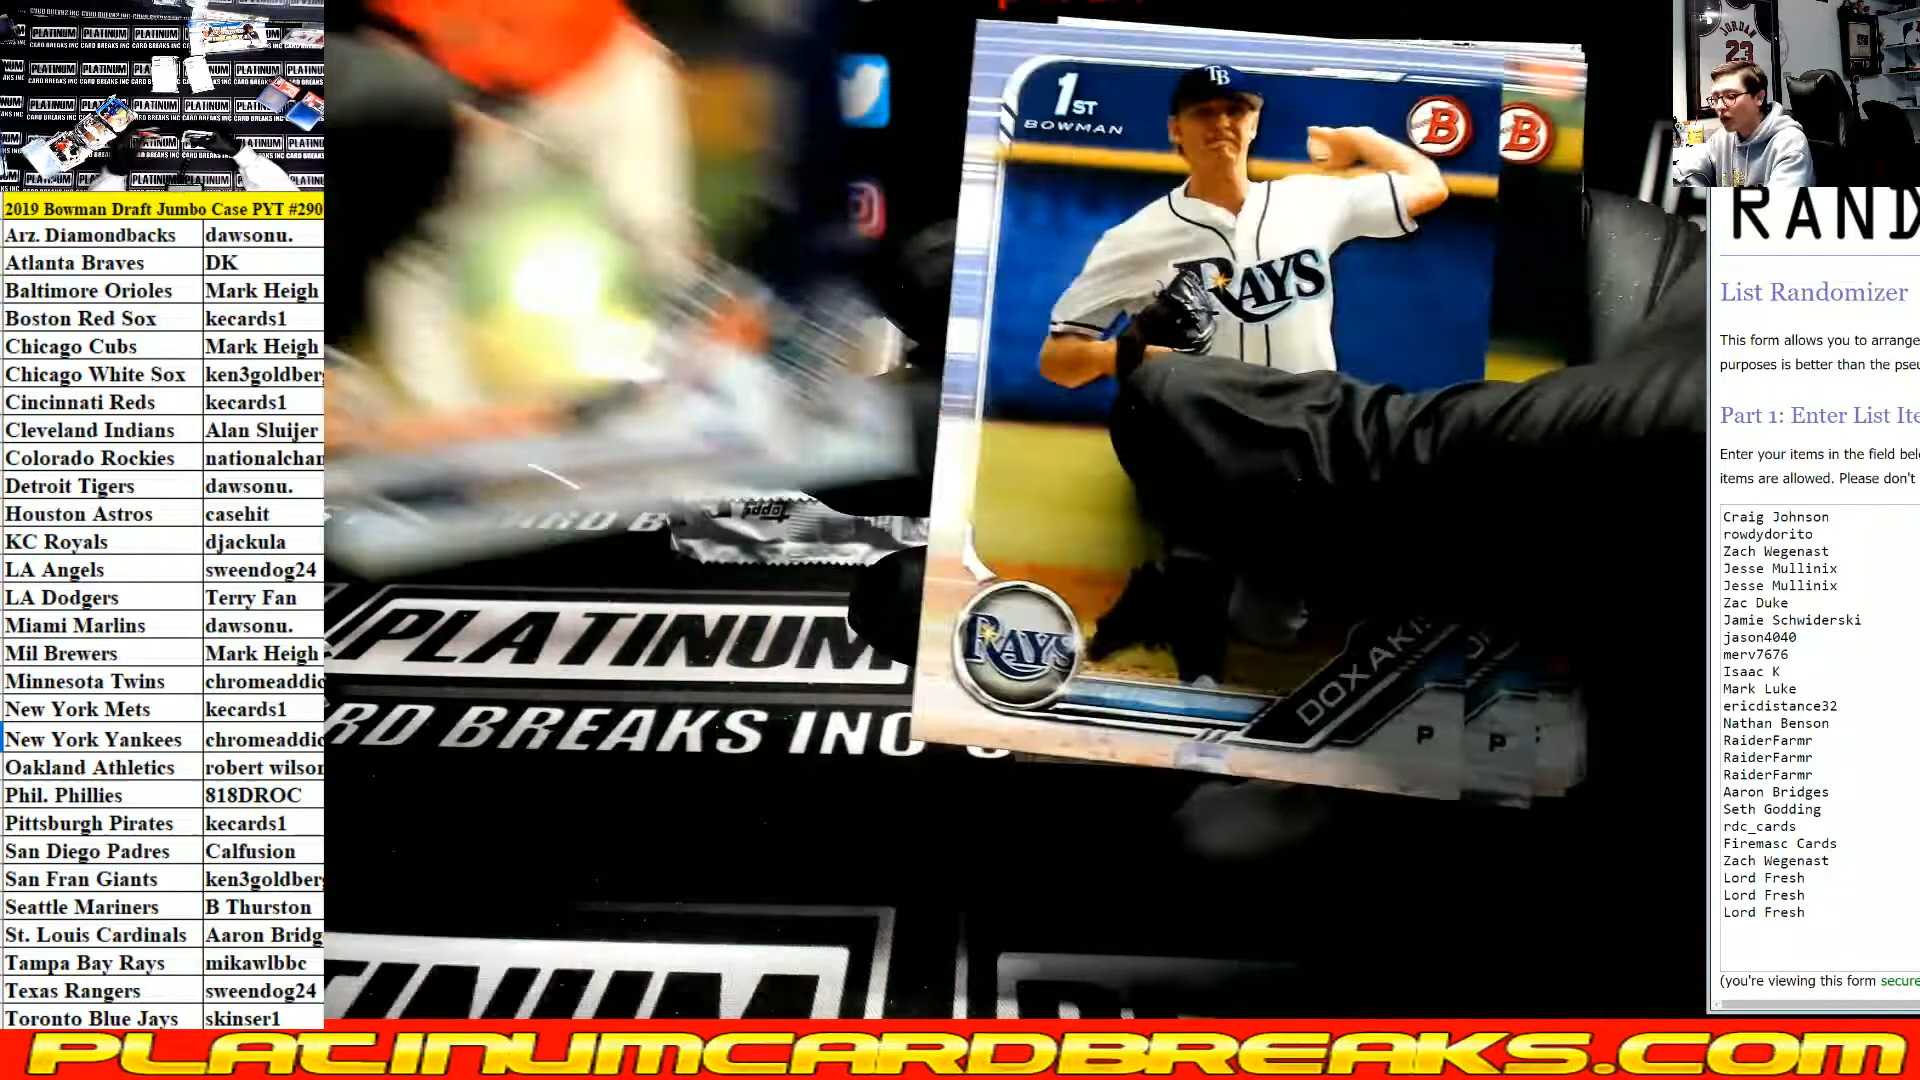 PLATINUM
CARD BREAKS INC
2019 Bowman Draft Jumbo Case PYT #290
Arz. Diamondbacks dawsonu.
Atlanta Braves DK
Baltimore Orioles Mark Heigh
Boston Red Sox kecards1
Chicago Cubs Mark Heigh
Chicago White Sox ken3goldber
Cincinnati Reds kecards1
Cleveland Indians Alan Sluijer
Colorado Rockies nationalchan
Detroit Tigers dawsonu.
Houston Astros casehit
KC Royals djackula
LA Angels sweendog24
LA Dodgers Terry Fan
Miami Marlins dawsonu.
Mil Brewers Mark Heigh
Minnesota Twins chromeaddic
New York Mets kecards1
New York Yankees chromeaddic
Oakland Athletics robert wilson
Phil. Phillies 818DROC
Pittsburgh Pirates kecards1
San Diego Padres Calfusion
San Fran Giants ken3goldber
Seattle Mariners B Thurston
St. Louis Cardinals Aaron Bridg
Tampa Bay Rays mikawlbbc
Texas Rangers sweendog24
Toronto Blue Jays skinser1
1ST
BOWMAN
TB
B
B
RAYS
RAYS
DOXAKIS
P
P
topps
PLATINUM
RD BREAKS INC
TINUM
JORDAN
23
RAND
List Randomizer
This form allows you to arrange
purposes is better than the pseu
Part 1: Enter List Ite
Enter your items in the field bel
items are allowed. Please don't
Craig Johnson
rowdydorito
Zach Wegenast
Jesse Mullinix
Jesse Mullinix
Zac Duke
Jamie Schwiderski
jason4040
merv7676
Isaac K
Mark Luke
ericdistance32
Nathan Benson
RaiderFarmr
RaiderFarmr
RaiderFarmr
Aaron Bridges
Seth Godding
rdc_cards
Firemasc Cards
Zach Wegenast
Lord Fresh
Lord Fresh
Lord Fresh
(you're viewing this form secure
PLATINUMCARDBREAKS.COM